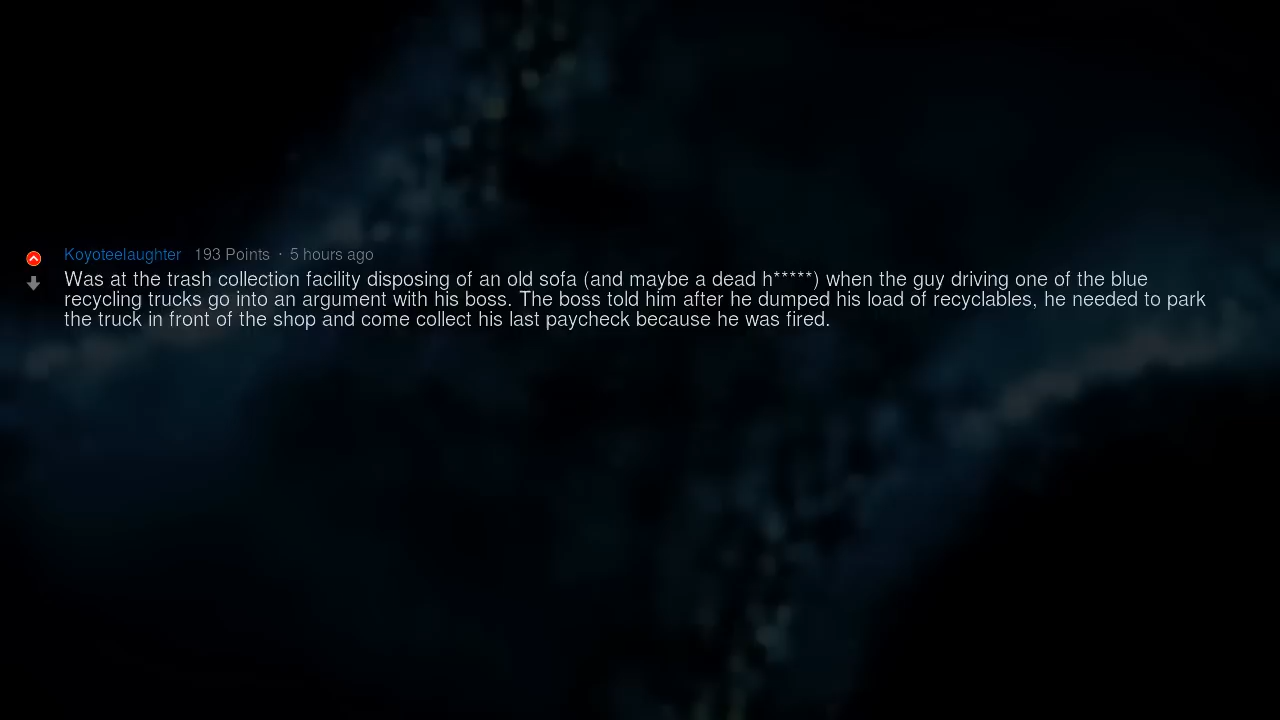 Koyoteelaughter 193 Points · 5 hours ago
Was at the trash collection facility disposing of an old sofa (and maybe a dead h*****) when the guy driving one of the blue
recycling trucks go into an argument with his boss. The boss told him after he dumped his load of recyclables, he needed to park
the truck in front of the shop and come collect his last paycheck because he was fired.